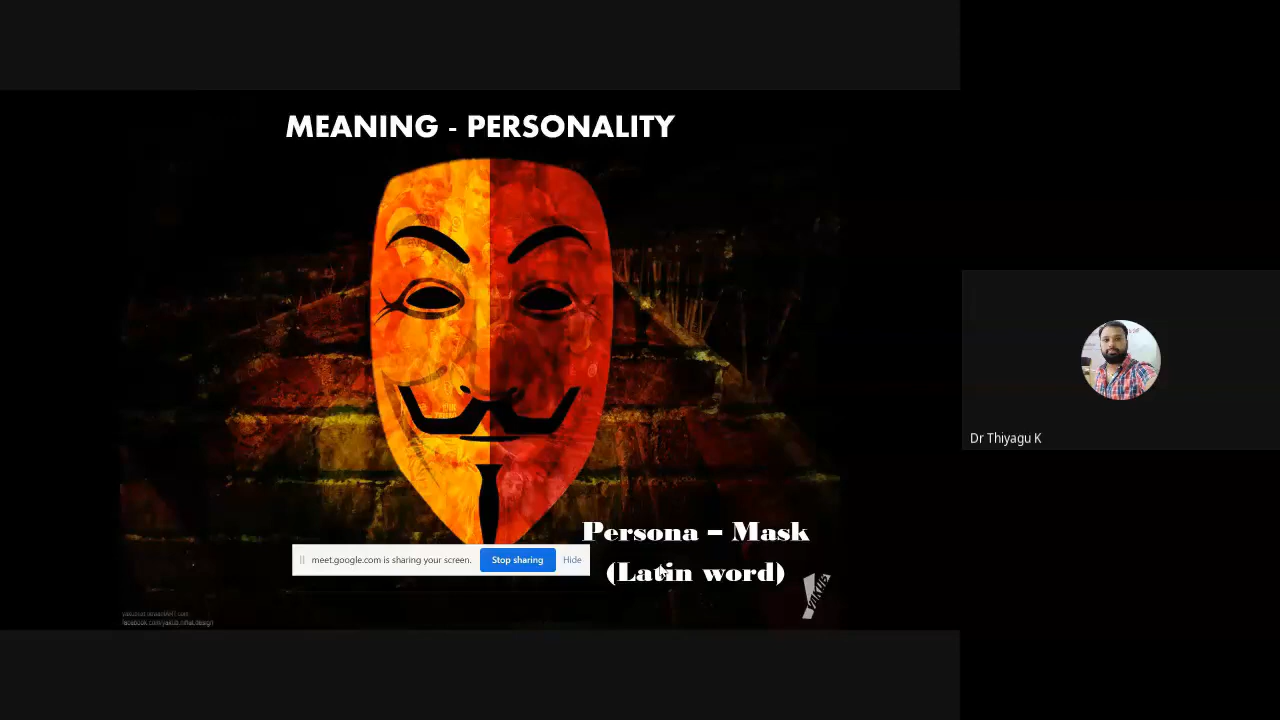 MEANING - PERSONALITY
Persona – Mask
(Latin word)
meet.google.com is sharing your screen. Stop sharing Hide
Dr Thiyagu K